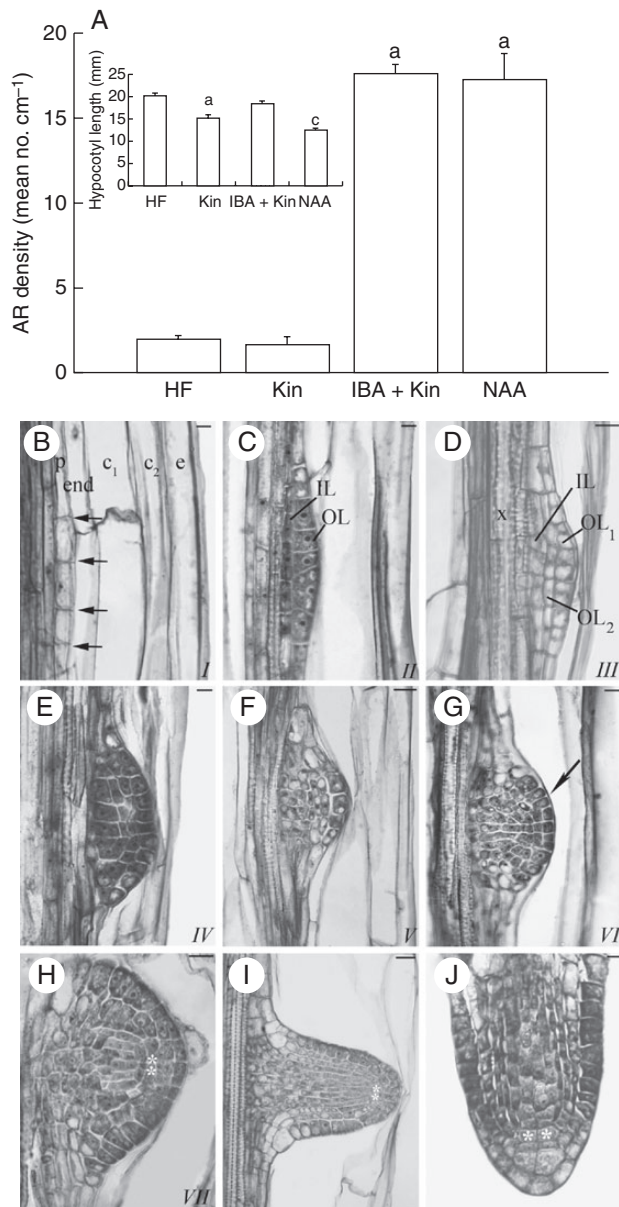 A
AR density (mean no. cm⁻¹)
20
15
10
5
0
Hypocotyl length (mm)
25
20
15
10
5
0
a
c
HF Kin IBA + Kin NAA
a
a
HF Kin IBA + Kin NAA
B
p
end
c₁
c₂
e
I
C
IL
OL
II
D
x
IL
OL₁
OL₂
III
E
IV
F
V
G
VI
H
**
VII
I
**
J
* *